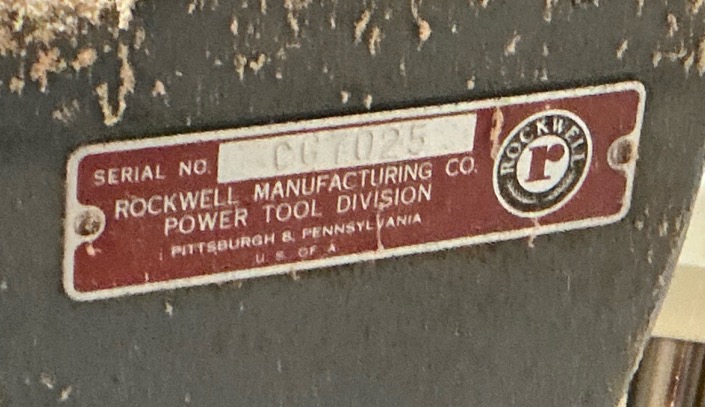 SERIAL NO. CG7025
ROCKWELL MANUFACTURING CO.
POWER TOOL DIVISION
PITTSBURGH 8, PENNSYLVANIA
U. S. OF A.
ROCKWELL
r